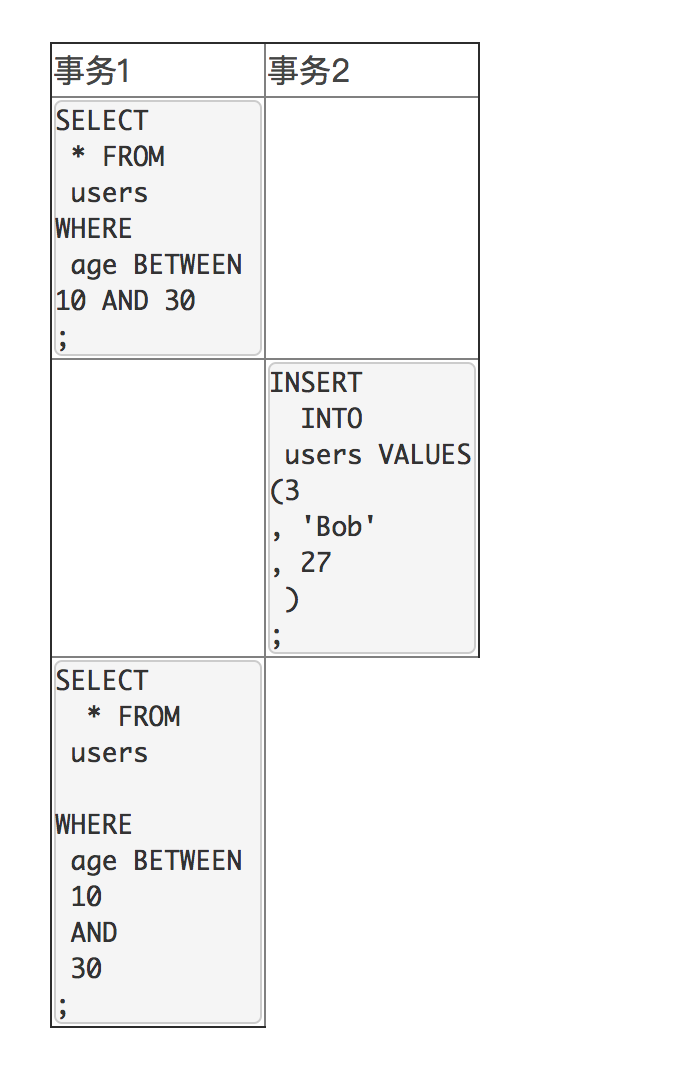 事务1
事务2
SELECT
* FROM
users
WHERE
age BETWEEN
10 AND 30
;
INSERT
INTO
users VALUES
(3
, 'Bob'
, 27
)
;
SELECT
* FROM
users
WHERE
age BETWEEN
10
AND
30
;